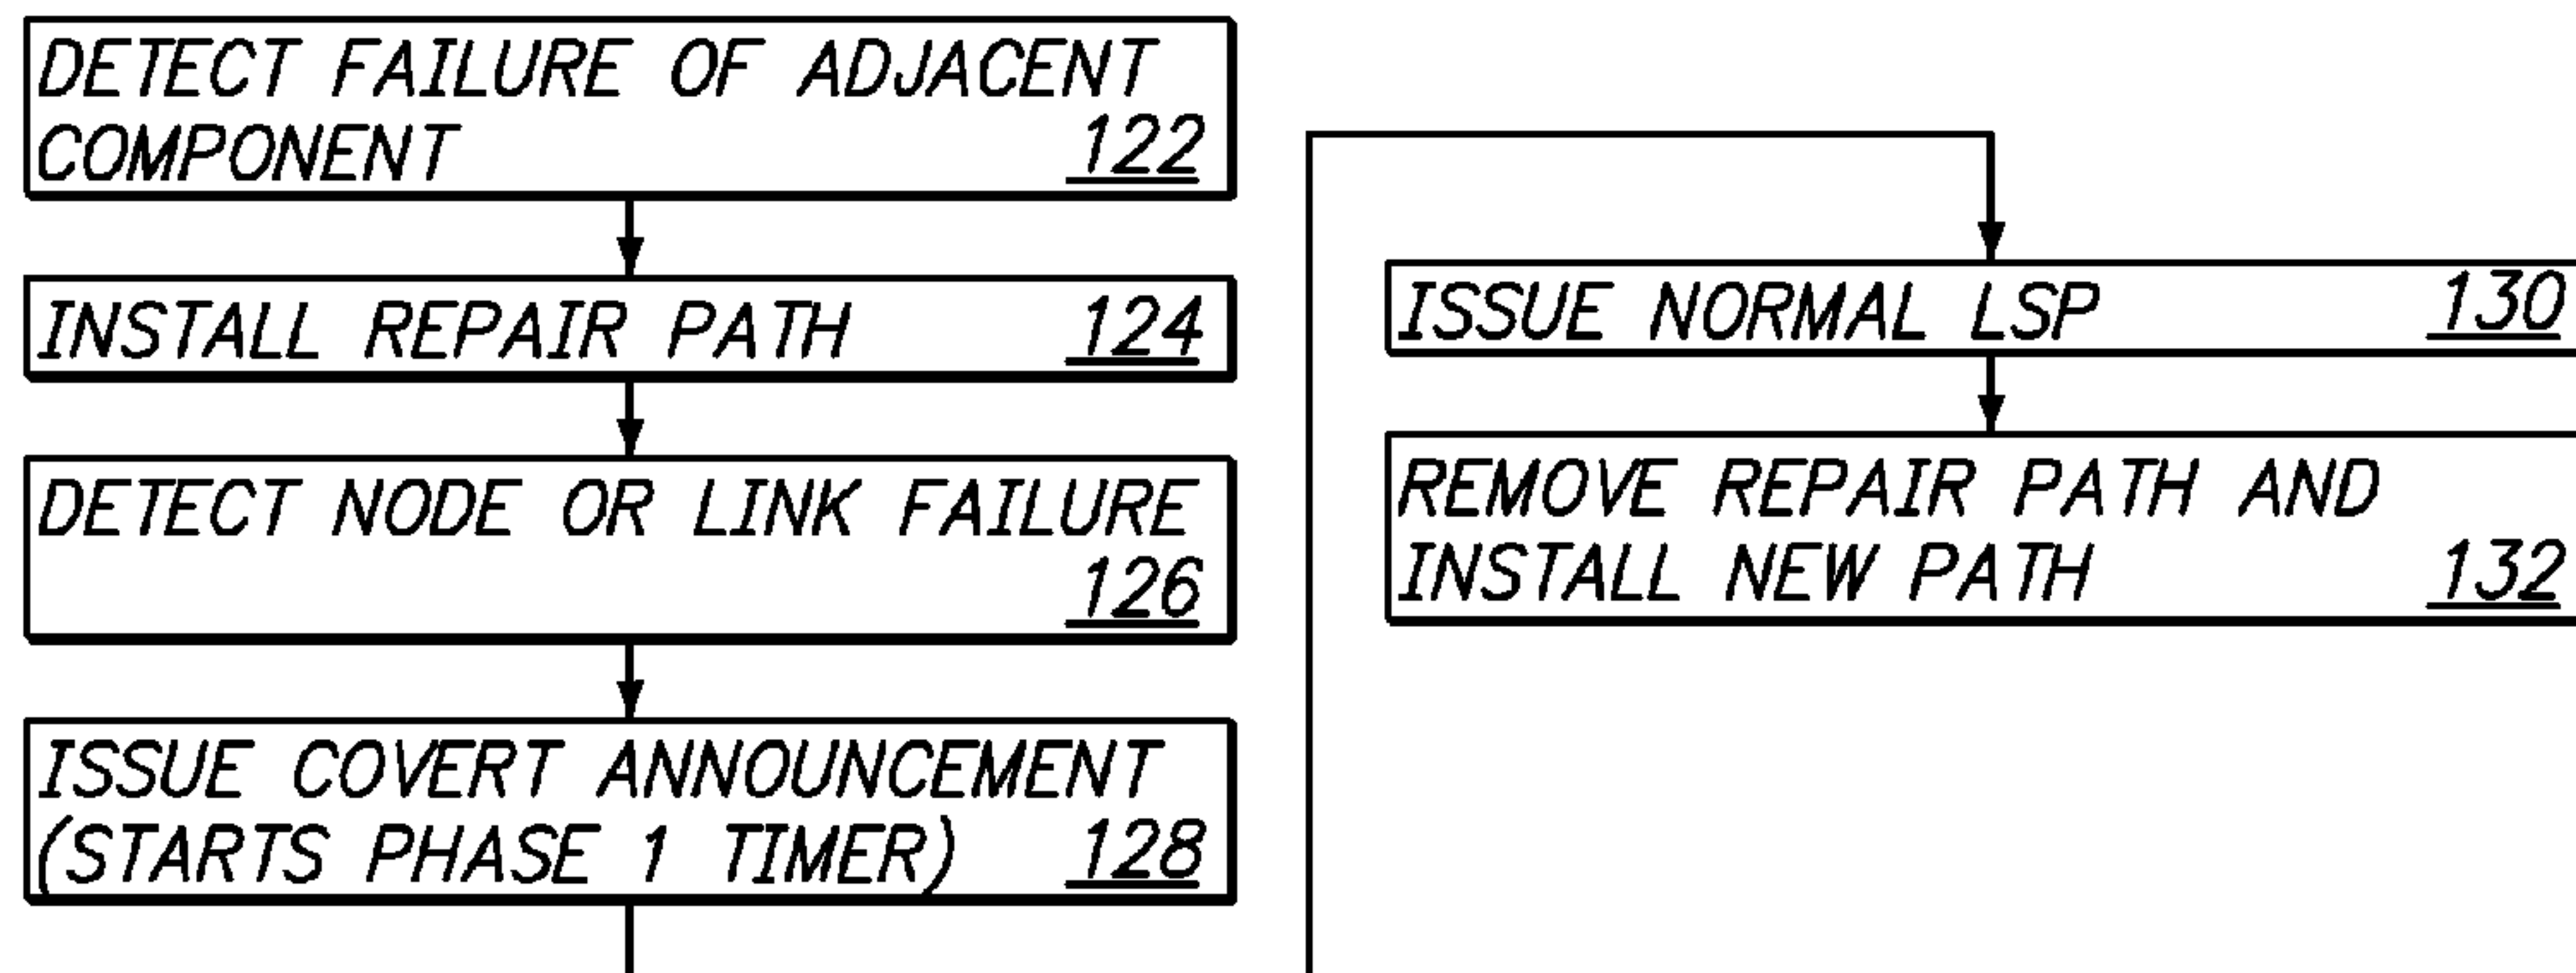 DETECT FAILURE OF ADJACENT
COMPONENT 122
INSTALL REPAIR PATH 124
DETECT NODE OR LINK FAILURE
126
ISSUE COVERT ANNOUNCEMENT
(STARTS PHASE 1 TIMER) 128
ISSUE NORMAL LSP 130
REMOVE REPAIR PATH AND
INSTALL NEW PATH 132